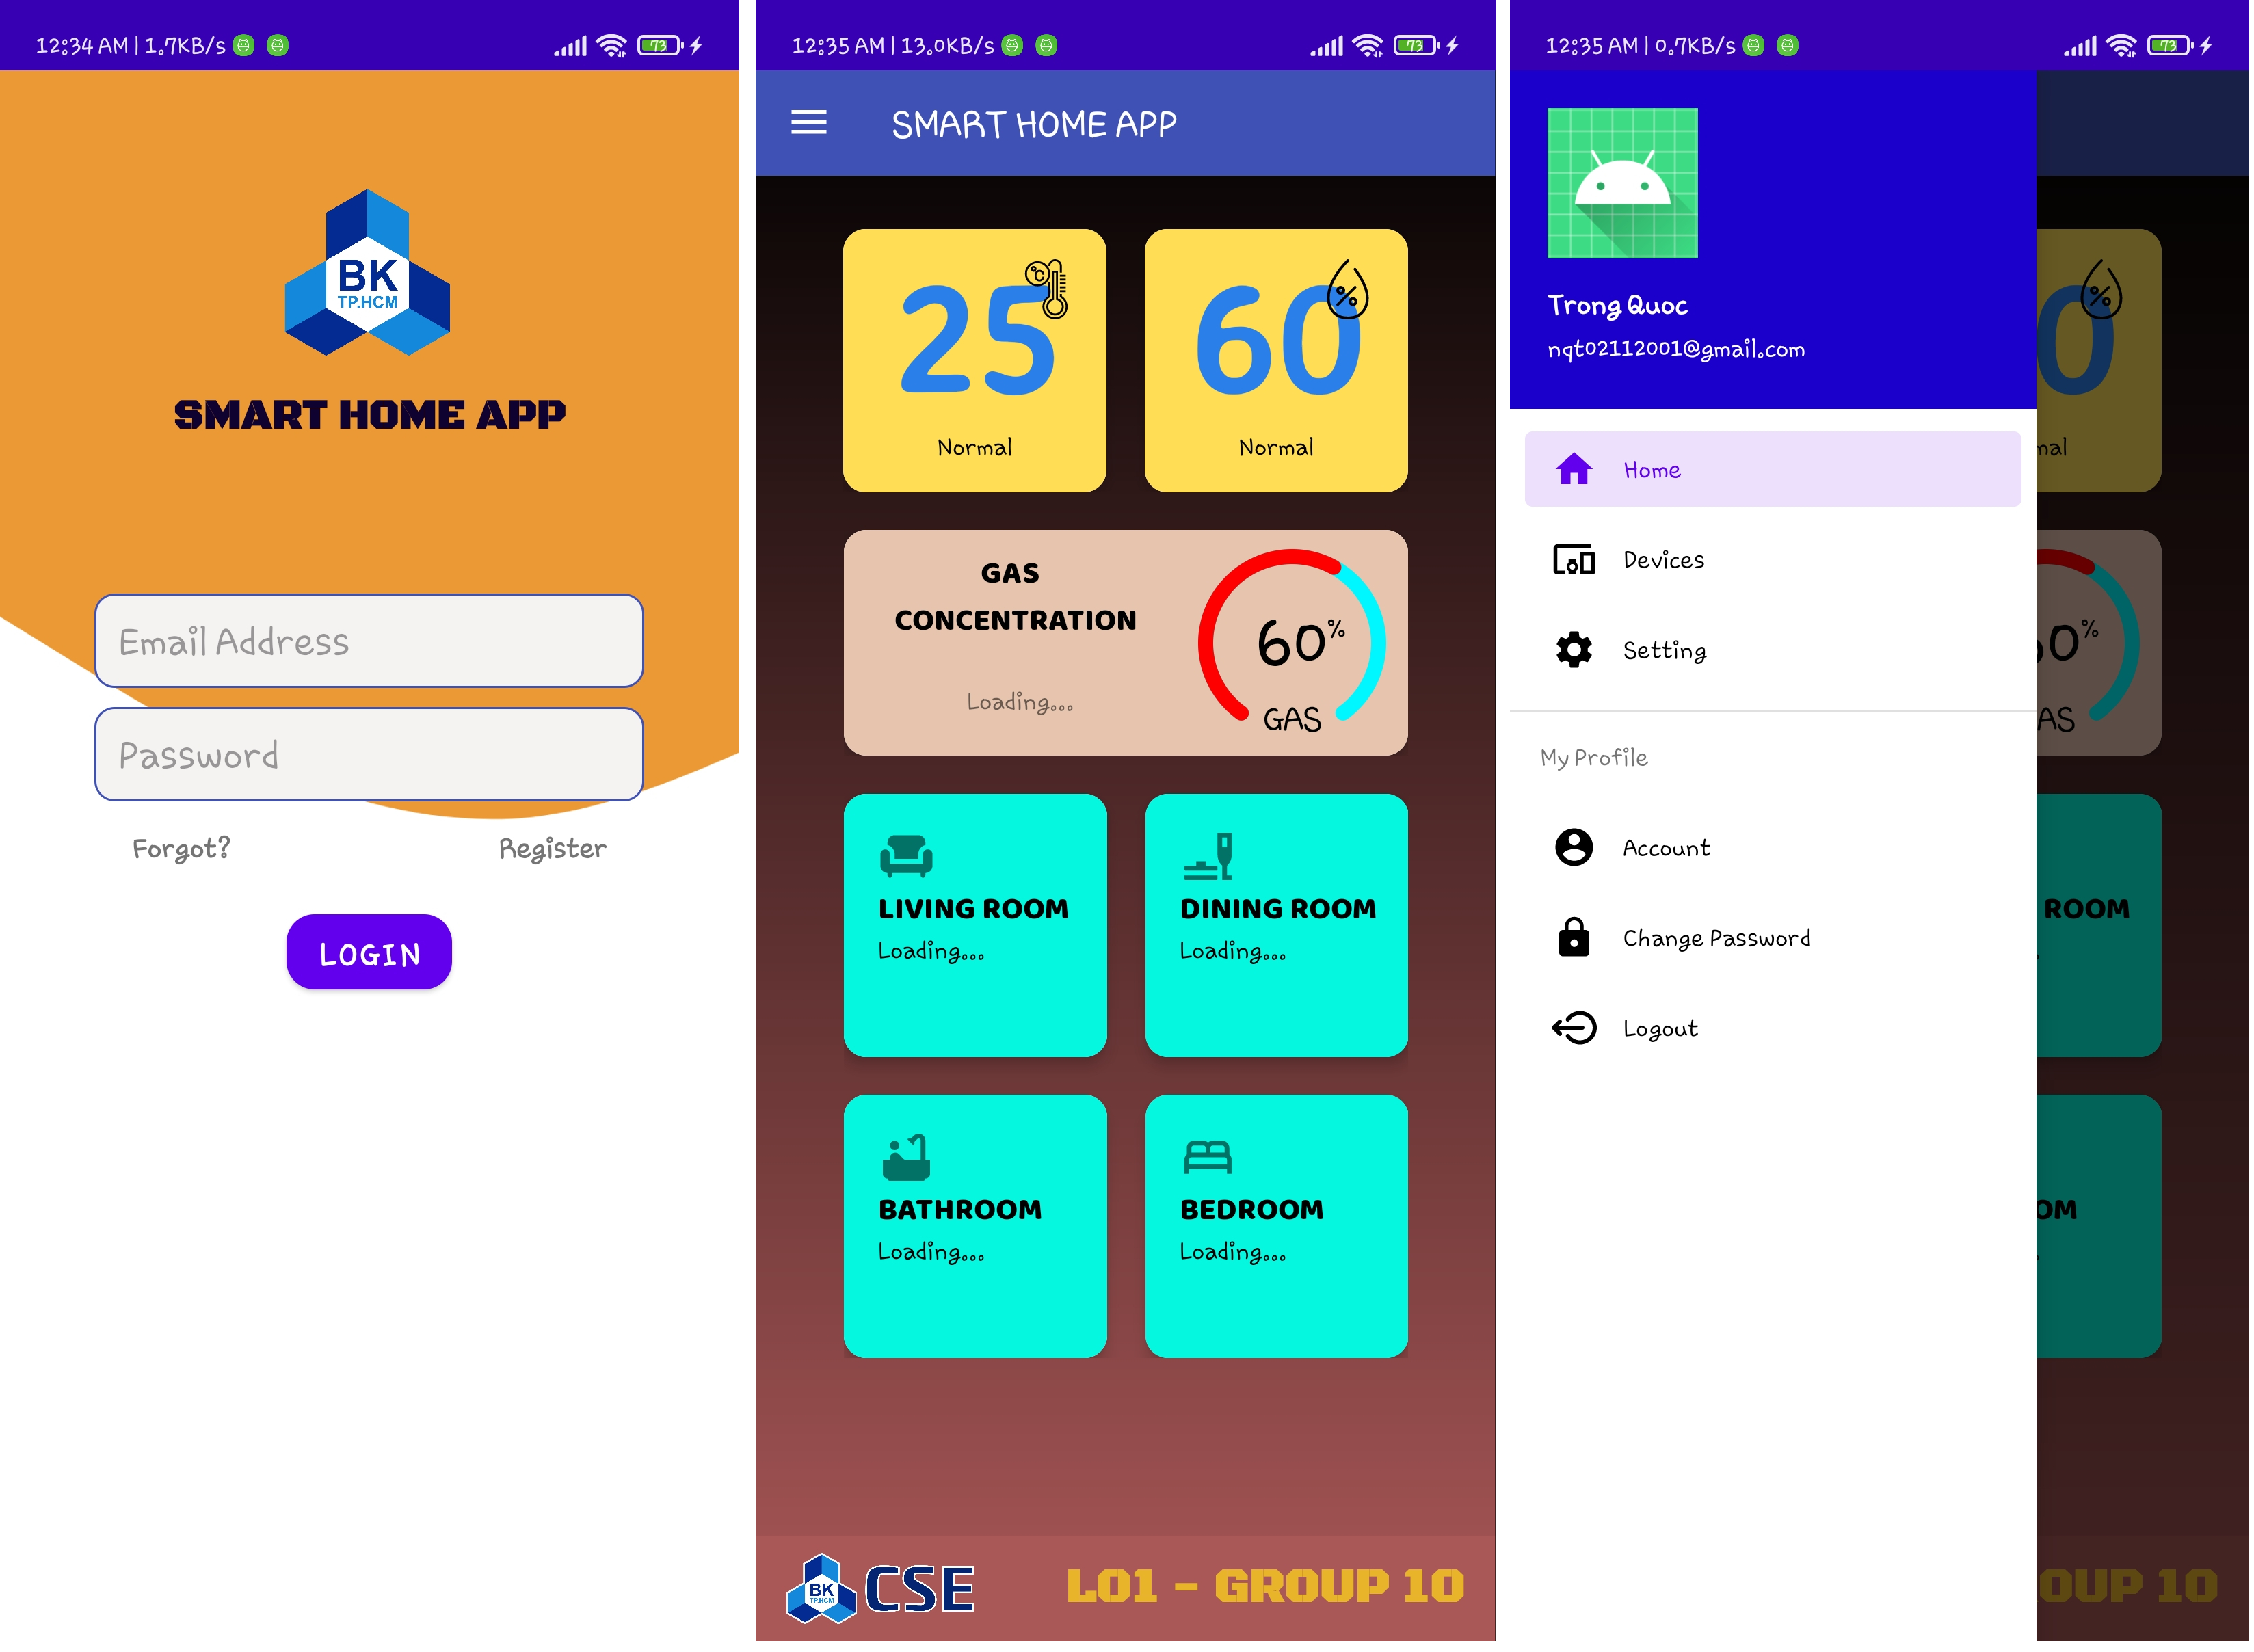 12:34 AM | 1.7KB/s
73
BK
TP.HCM
SMART HOME APP
Email Address
Password
Forgot?
Register
LOGIN
12:35 AM | 13.0KB/s
73
SMART HOME APP
°C
25
Normal
%
60
Normal
GAS
CONCENTRATION
Loading...
60%
GAS
LIVING ROOM
Loading...
DINING ROOM
Loading...
BATHROOM
Loading...
BEDROOM
Loading...
BK
TP.HCM
CSE
L01 - GROUP 10
12:35 AM | 0.7KB/s
73
Trong Quoc
nqt02112001@gmail.com
Home
Devices
Setting
My Profile
Account
Change Password
Logout
%
0
mal
0%
AS
ROOM
OM
OUP 10